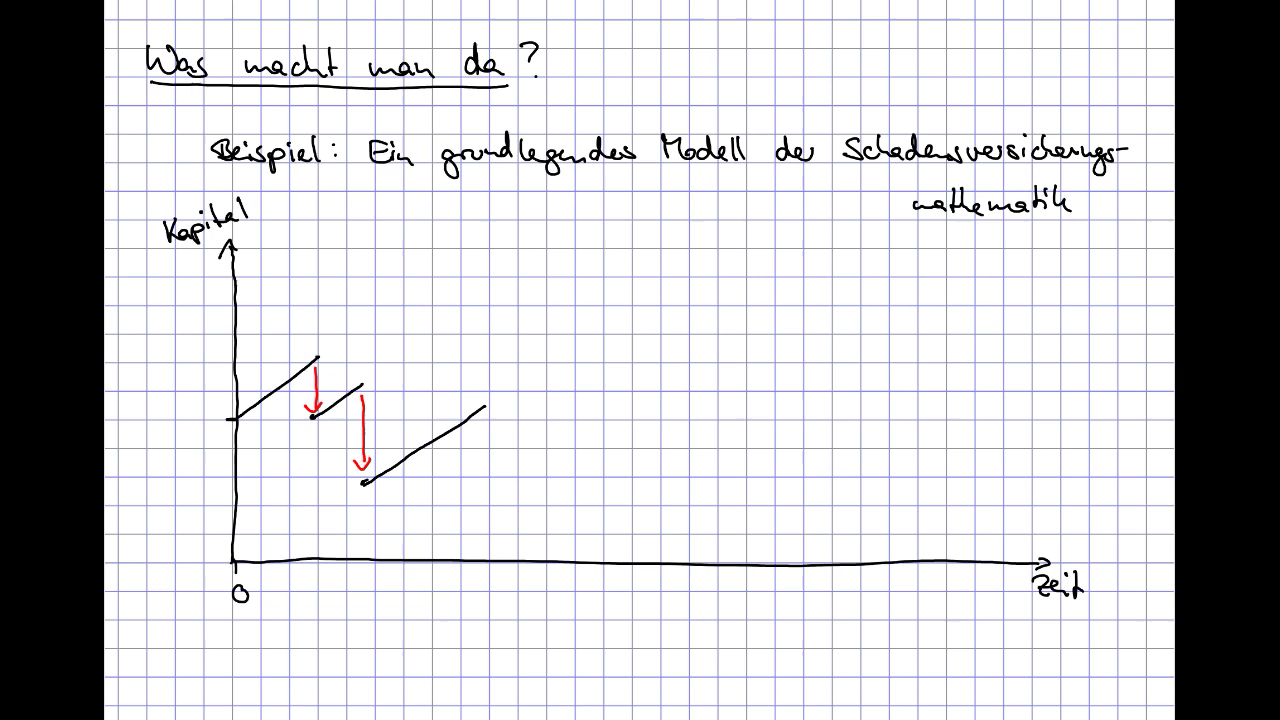 Was macht man da?
Beispiel: Ein grundlegendes Modell der Schadensversicherungs-
mathematik
Kapital
0
Zeit